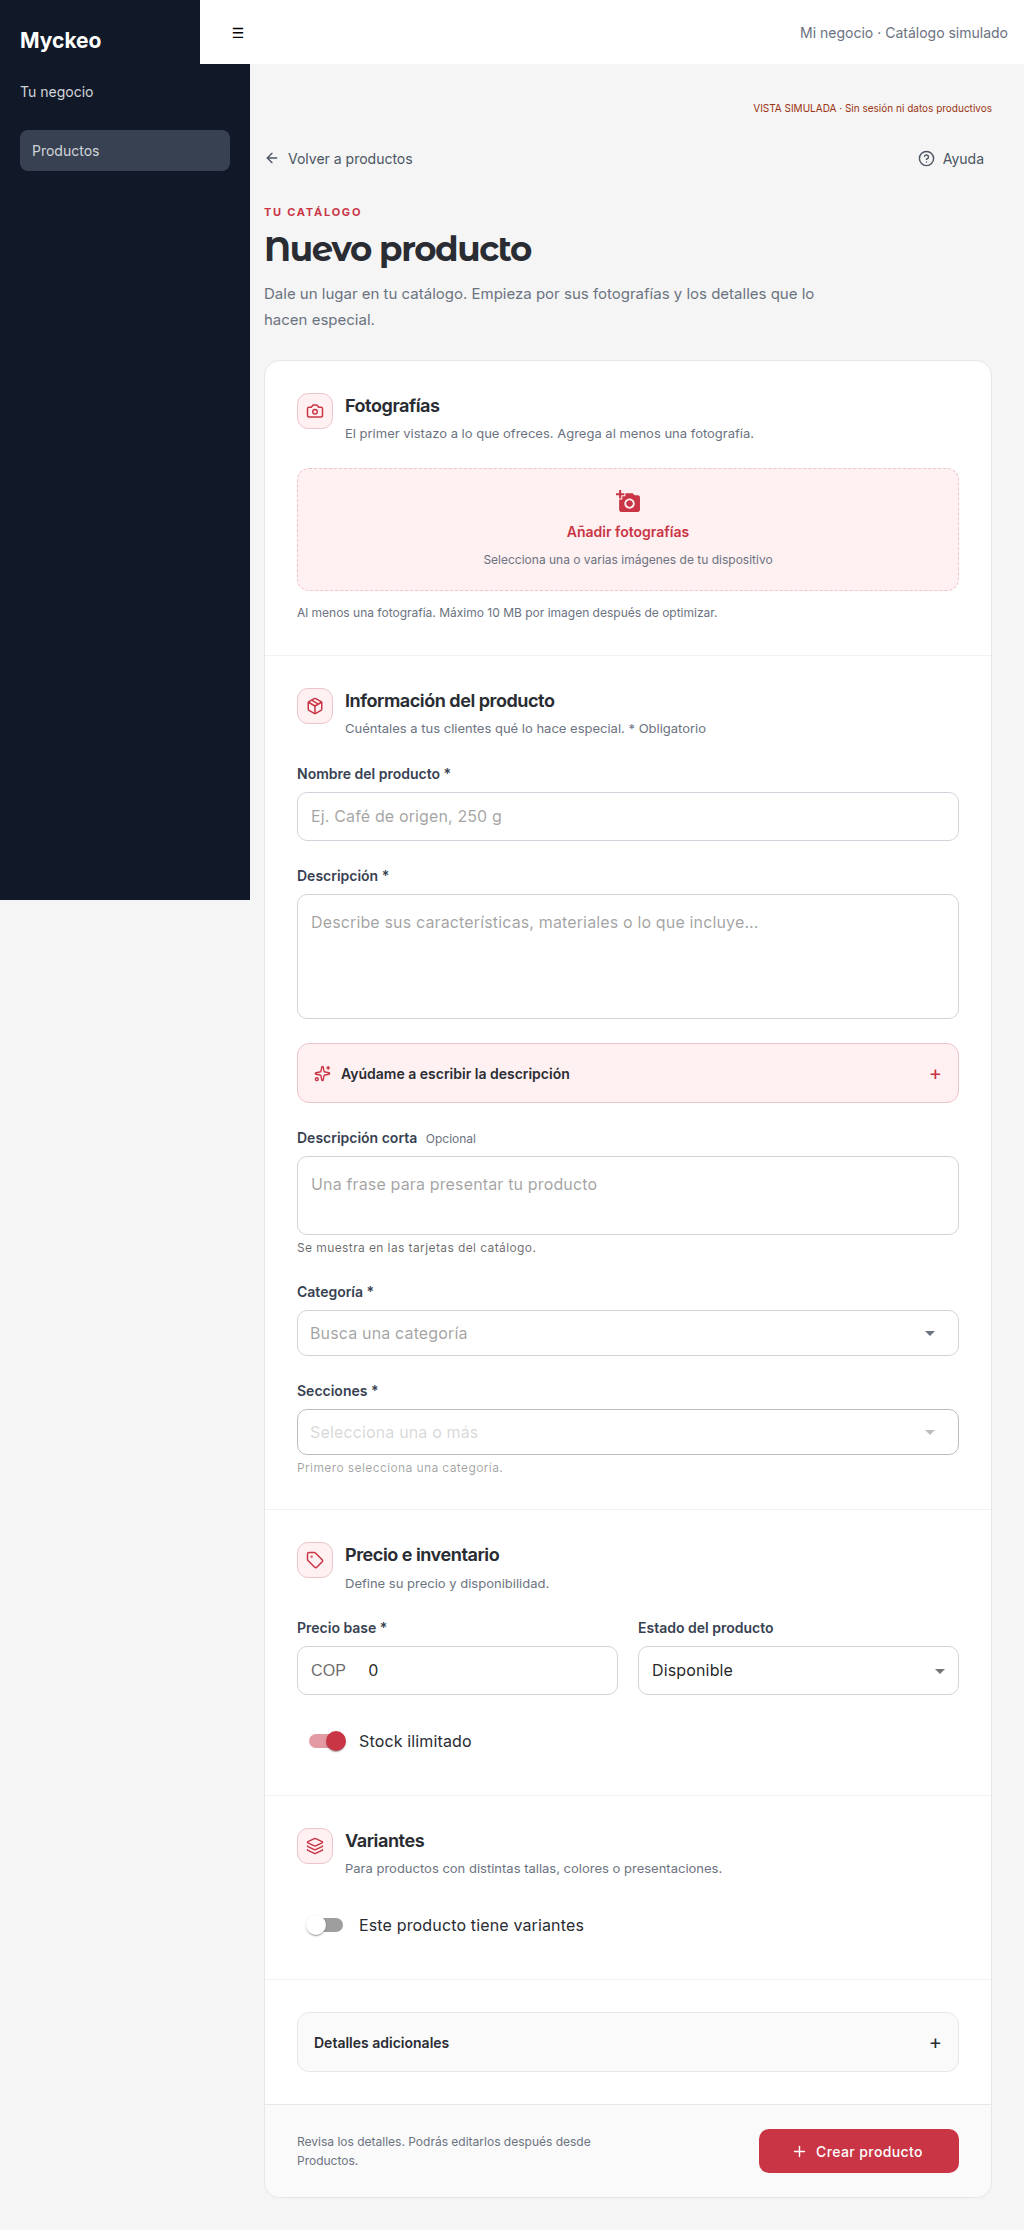 Myckeo
☰
Mi negocio · Catálogo simulado
Tu negocio
Productos
VISTA SIMULADA · Sin sesión ni datos productivos
Volver a productos
Ayuda
TU CATÁLOGO
Nuevo producto
Dale un lugar en tu catálogo. Empieza por sus fotografías y los detalles que lo
hacen especial.
Fotografías
El primer vistazo a lo que ofreces. Agrega al menos una fotografía.
Añadir fotografías
Selecciona una o varias imágenes de tu dispositivo
Al menos una fotografía. Máximo 10 MB por imagen después de optimizar.
Información del producto
Cuéntales a tus clientes qué lo hace especial. * Obligatorio
Nombre del producto *
Ej. Café de origen, 250 g
Descripción *
Describe sus características, materiales o lo que incluye...
Ayúdame a escribir la descripción +
Descripción corta Opcional
Una frase para presentar tu producto
Se muestra en las tarjetas del catálogo.
Categoría *
Busca una categoría
Secciones *
Selecciona una o más
Primero selecciona una categoría.
Precio e inventario
Define su precio y disponibilidad.
Precio base *
Estado del producto
COP 0
Disponible
Stock ilimitado
Variantes
Para productos con distintas tallas, colores o presentaciones.
Este producto tiene variantes
Detalles adicionales +
Revisa los detalles. Podrás editarlos después desde
Productos.
Crear producto